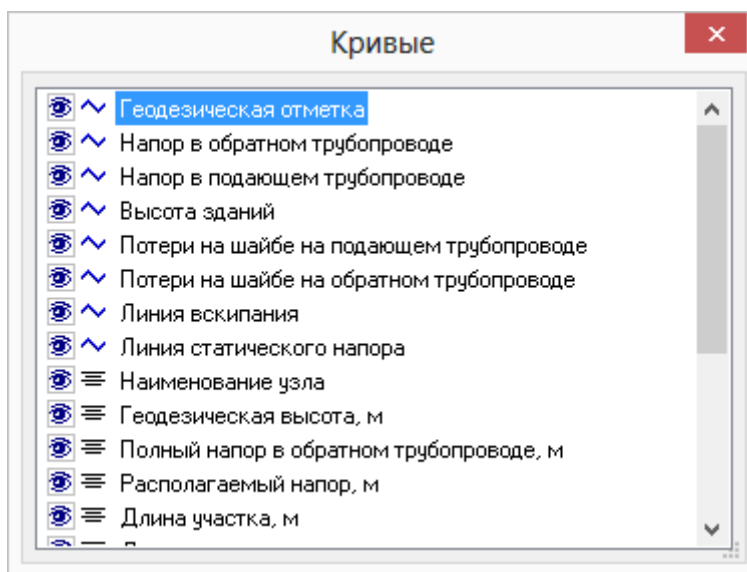 Кривые
Геодезическая отметка
Напор в обратном трубопроводе
Напор в подающем трубопроводе
Высота зданий
Потери на шайбе на подающем трубопроводе
Потери на шайбе на обратном трубопроводе
Линия вскипания
Линия статического напора
Наименование узла
Геодезическая высота, м
Полный напор в обратном трубопроводе, м
Располагаемый напор, м
Длина участка, м